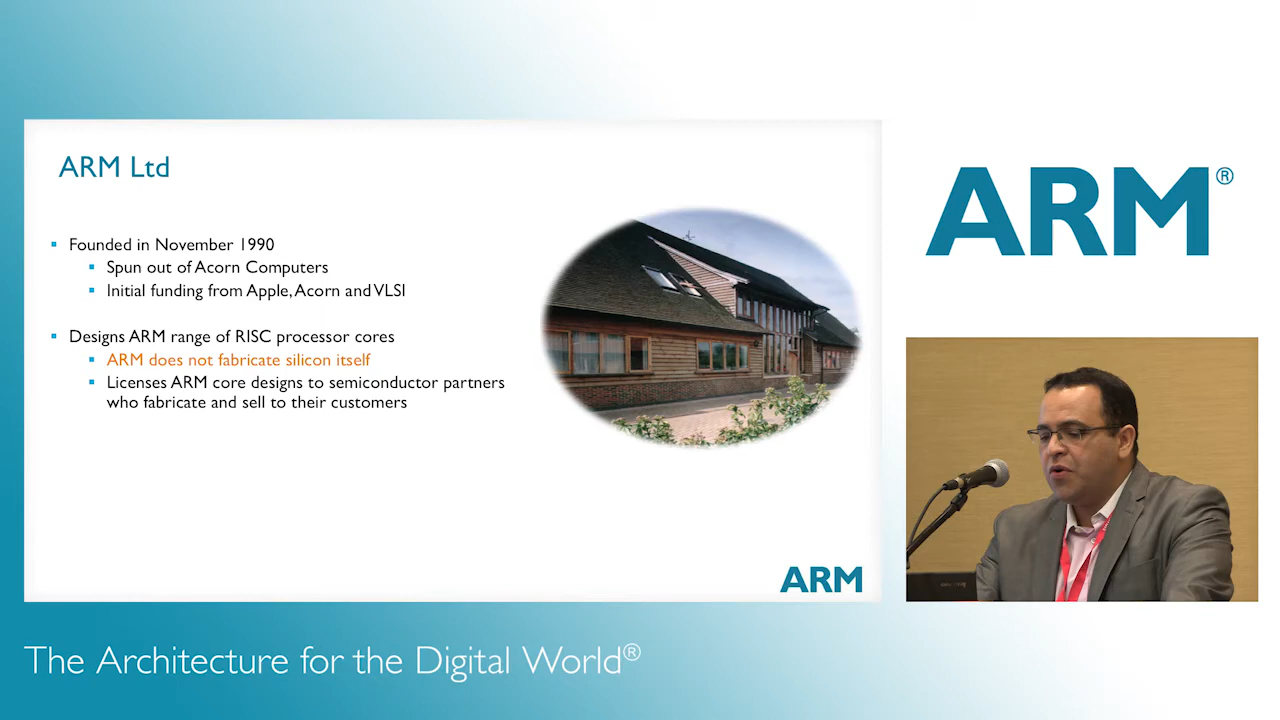 ARM Ltd
Founded in November 1990
Spun out of Acorn Computers
Initial funding from Apple, Acorn and VLSI
Designs ARM range of RISC processor cores
ARM does not fabricate silicon itself
Licenses ARM core designs to semiconductor partners
who fabricate and sell to their customers
ARM
ARM®
The Architecture for the Digital World®